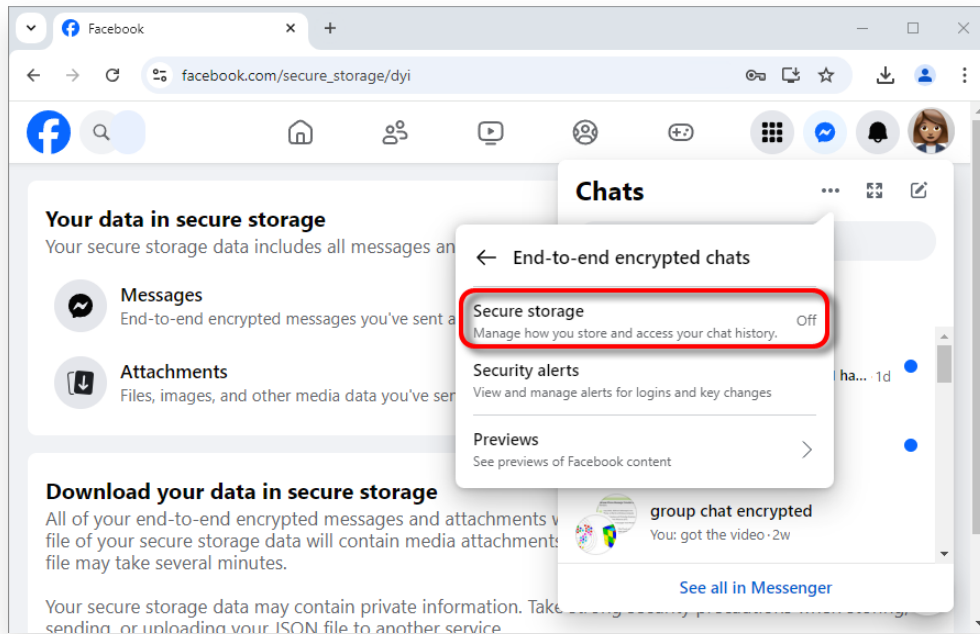 Facebook
facebook.com/secure_storage/dyi
Chats
Your data in secure storage
Your secure storage data includes all messages an
Messages
End-to-end encrypted messages you've sent a
Attachments
Files, images, and other media data you've ser
End-to-end encrypted chats
Secure storage
Off
Manage how you store and access your chat history.
Security alerts
View and manage alerts for logins and key changes
Previews
See previews of Facebook content
ha... · 1d
group chat encrypted
You: got the video · 2w
See all in Messenger
Download your data in secure storage
All of your end-to-end encrypted messages and attachments
file of your secure storage data will contain media attachments
file may take several minutes.
Your secure storage data may contain private information. Take strong security precautions when storing,
sending, or uploading your JSON file to another service